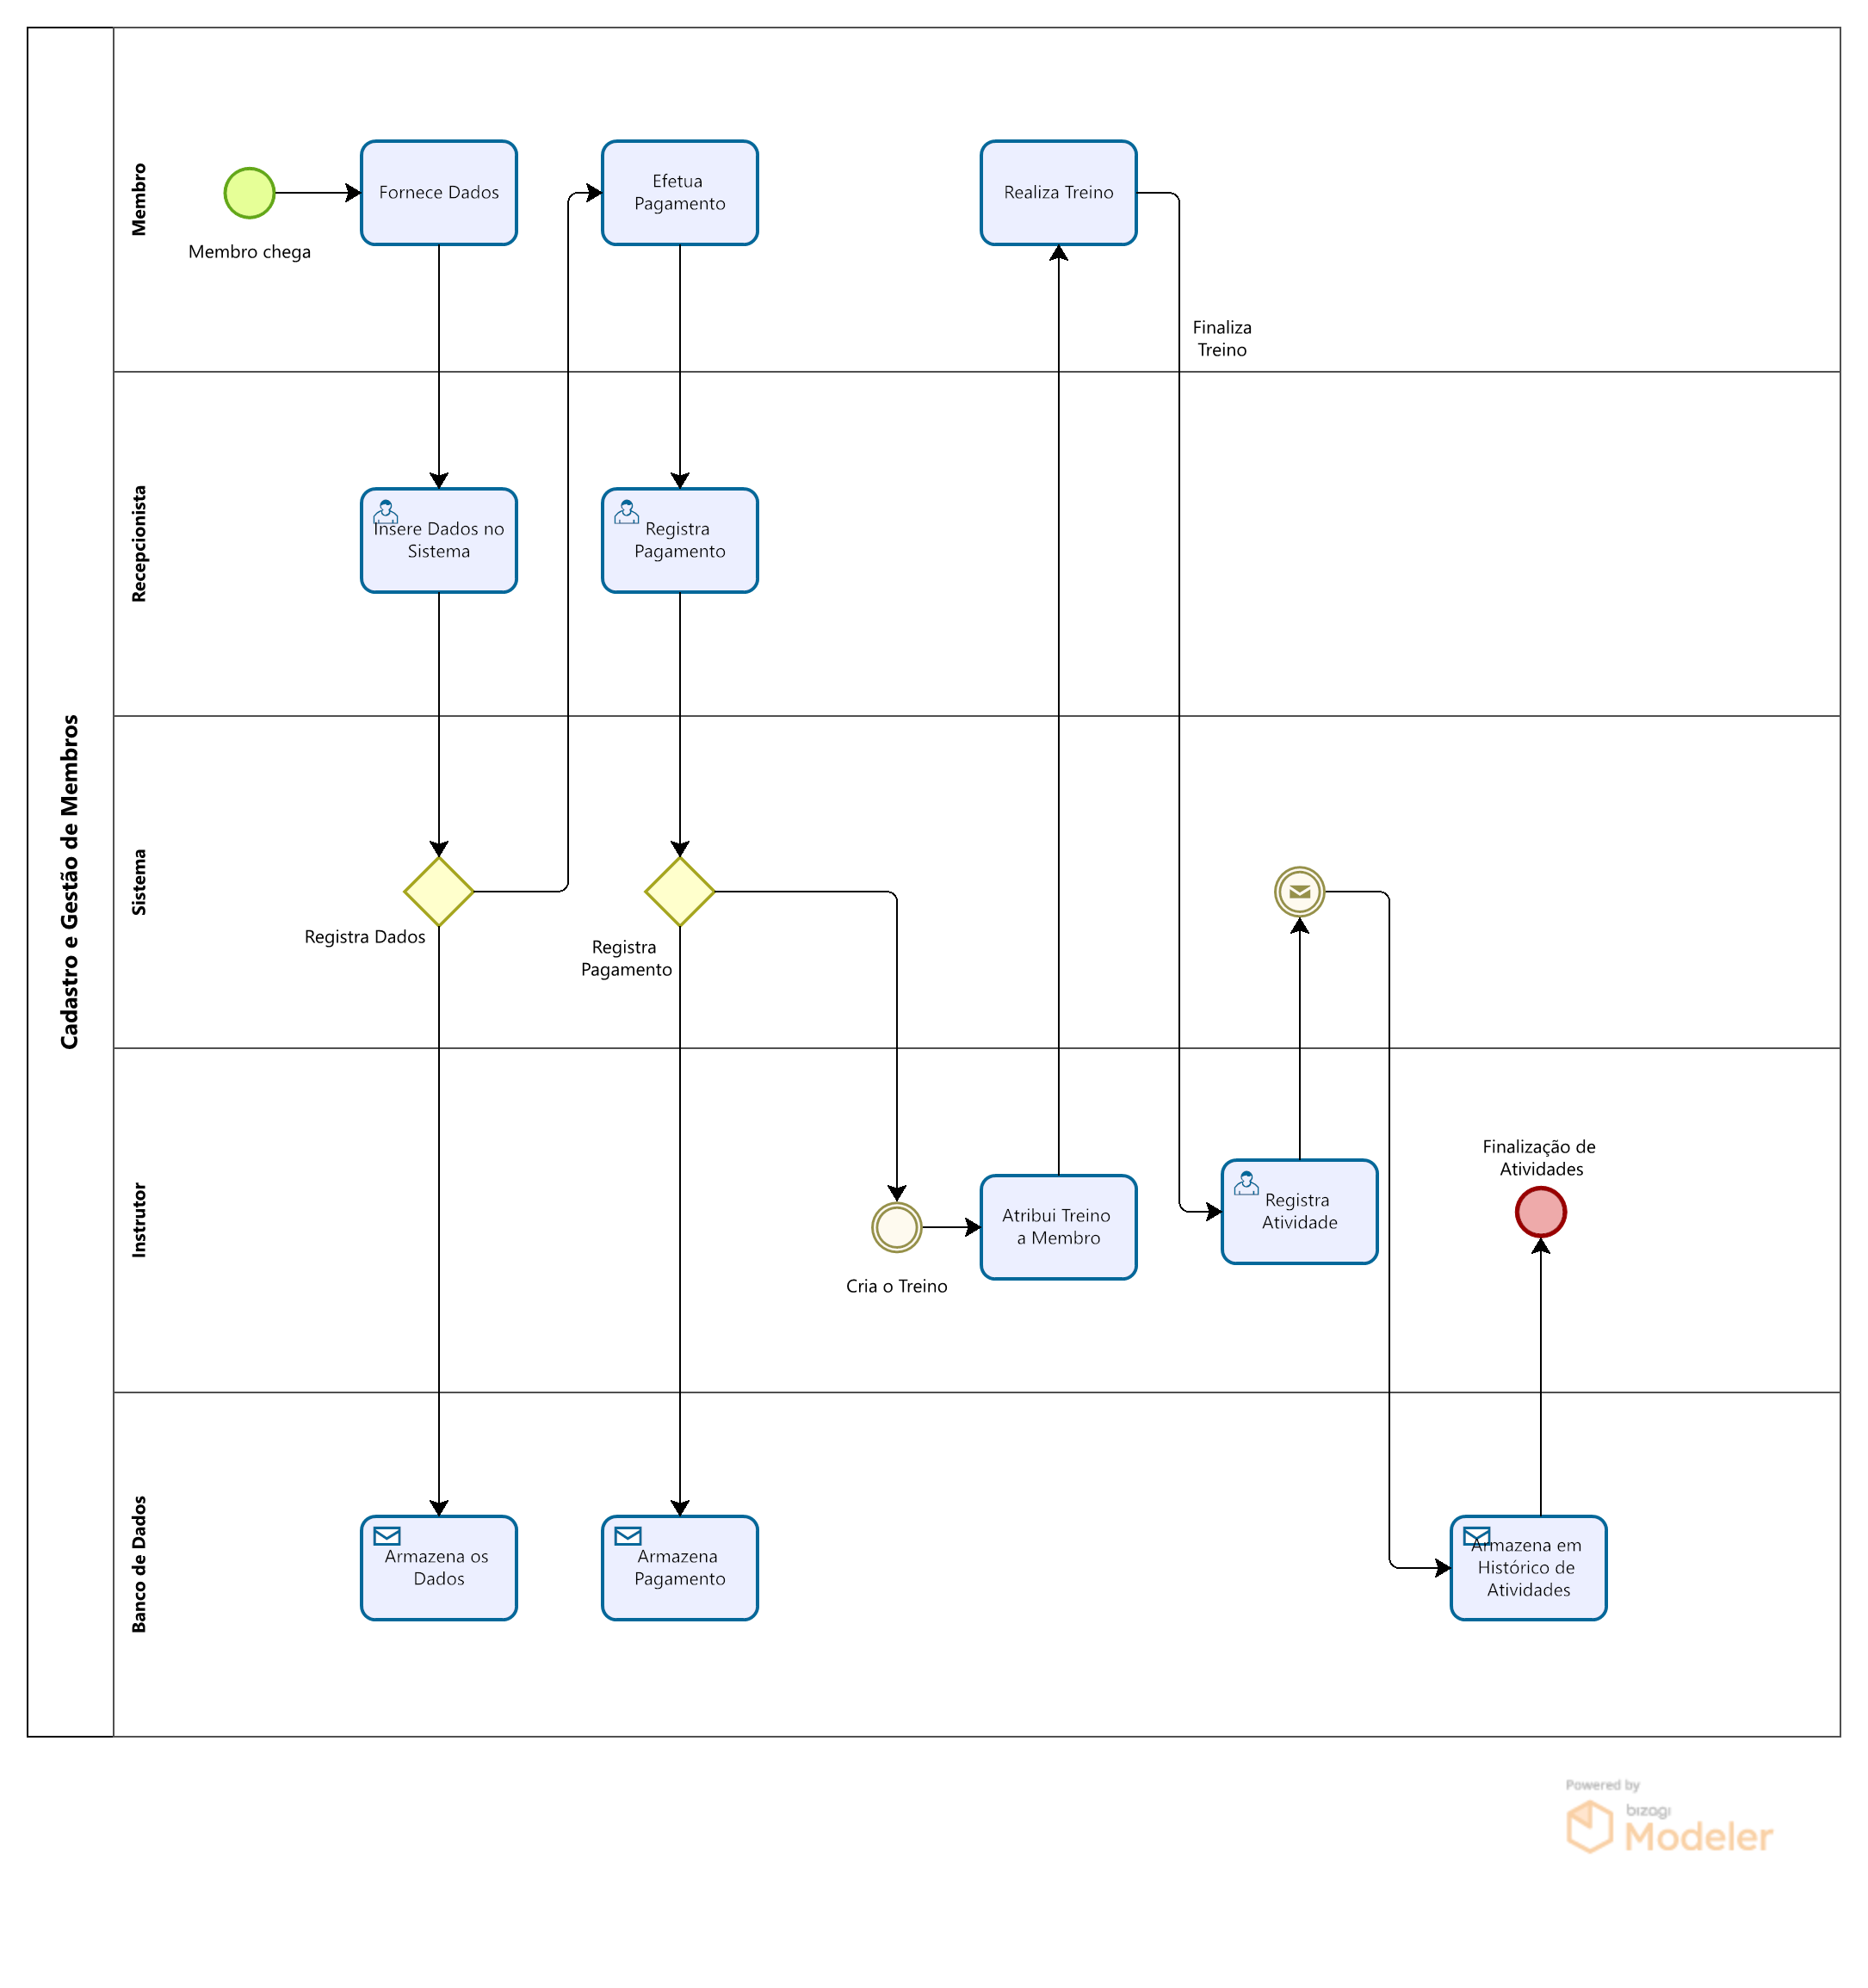 Cadastro e Gestão de Membros
Membro
Membro chega
Fornece Dados
Efetua
Pagamento
Realiza Treino
Finaliza
Treino
Recepcionista
Insere Dados no
Sistema
Registra
Pagamento
Sistema
Registra Dados
Registra
Pagamento
Instrutor
Cria o Treino
Atribui Treino
a Membro
Registra
Atividade
Finalização de
Atividades
Banco de Dados
Armazena os
Dados
Armazena
Pagamento
Armazena em
Histórico de
Atividades
Powered by
bizagi
Modeler